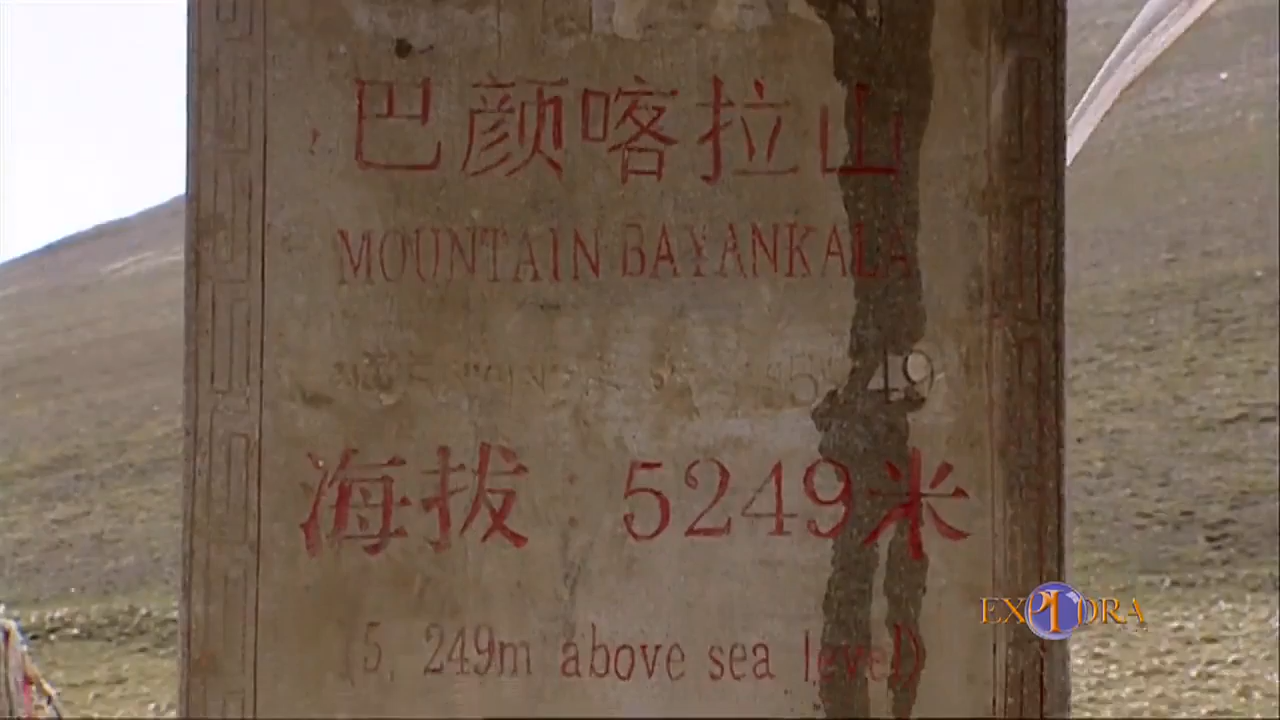 巴颜喀拉山
MOUNTAIN BAYANKALA
海拔：5249米
(5, 249m above sea level)
EXPLORA